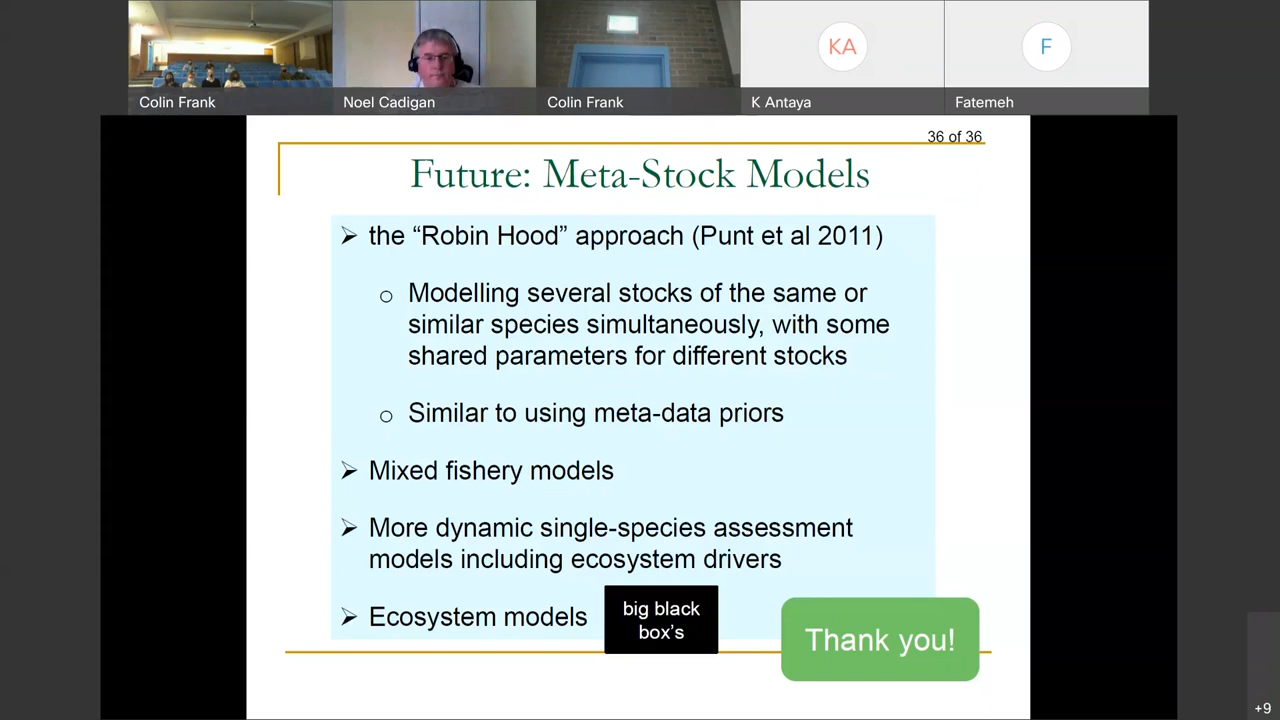 KA
F
Colin Frank
Noel Cadigan
Colin Frank
K Antaya
Fatemeh
36 of 36
Future: Meta-Stock Models
➢ the “Robin Hood” approach (Punt et al 2011)
o Modelling several stocks of the same or
similar species simultaneously, with some
shared parameters for different stocks
o Similar to using meta-data priors
➢ Mixed fishery models
➢ More dynamic single-species assessment
models including ecosystem drivers
➢ Ecosystem models
big black
box’s
Thank you!
+9